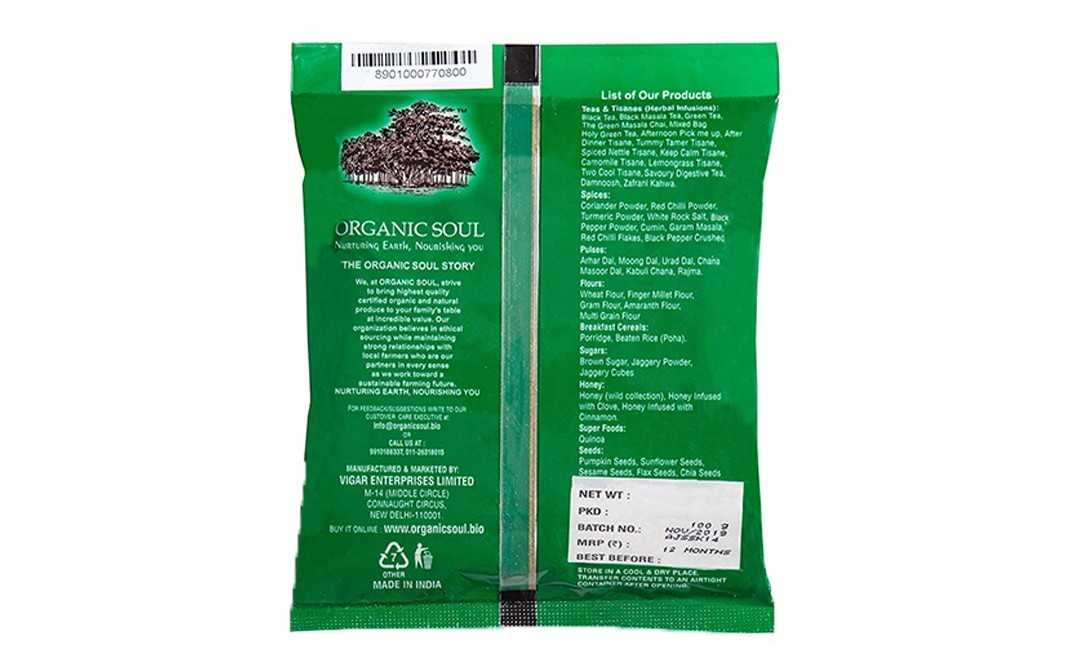 8901000770800
TM
ORGANIC SOUL
NURTURING EARTH, NOURISHING YOU
THE ORGANIC SOUL STORY
We, at ORGANIC SOUL, strive
to bring highest quality
certified organic and natural
produce to your family's table
at incredible value. Our
organization believes in ethical
sourcing while maintaining
strong relationships with
local farmers who are our
partners in every sense
as we work toward a
sustainable farming future.
NURTURING EARTH, NOURISHING YOU
FOR FEEDBACK/SUGGESTIONS WRITE TO OUR
CUSTOMER CARE EXECUTIVE at:
info@organicsoul.bio
OR
CALL US AT :
9910188337, 011-26318015
MANUFACTURED & MARKETED BY:
VIGAR ENTERPRISES LIMITED
M-14 (MIDDLE CIRCLE)
CONNAUGHT CIRCUS,
NEW DELHI-110001.
BUY IT ONLINE : www.organicsoul.bio
7
OTHER
MADE IN INDIA
List of Our Products
Teas & Tisanes (Herbal Infusions):
Black Tea, Black Masala Tea, Green Tea,
The Green Masala Chai, Mixed Bag
Holy Green Tea, Afternoon Pick me up, After
Dinner Tisane, Tummy Tamer Tisane,
Spiced Nettle Tisane, Keep Calm Tisane,
Camomile Tisane, Lemongrass Tisane,
Two Cool Tisane, Savoury Digestive Tea,
Damnoosh, Zafrani Kahwa.
Spices:
Coriander Powder, Red Chilli Powder,
Turmeric Powder, White Rock Salt, Black
Pepper Powder, Cumin, Garam Masala,
Red Chilli Flakes, Black Pepper Crushed
Pulses:
Arhar Dal, Moong Dal, Urad Dal, Chana
Masoor Dal, Kabuli Chana, Rajma.
Flours:
Wheat Flour, Finger Millet Flour,
Gram Flour, Amaranth Flour,
Multi Grain Flour
Breakfast Cereals:
Porridge, Beaten Rice (Poha).
Sugars:
Brown Sugar, Jaggery Powder,
Jaggery Cubes
Honey:
Honey (wild collection), Honey Infused
with Clove, Honey Infused with
Cinnamon.
Super Foods:
Quinoa
Seeds:
Pumpkin Seeds, Sunflower Seeds,
Sesame Seeds, Flax Seeds, Chia Seeds
NET WT :
PKD :
BATCH NO.: 100 g
MRP (₹) : NOV/2019
AJSSK14
BEST BEFORE : 12 MONTHS
STORE IN A COOL & DRY PLACE.
TRANSFER CONTENTS TO AN AIRTIGHT
CONTAINER AFTER OPENING.